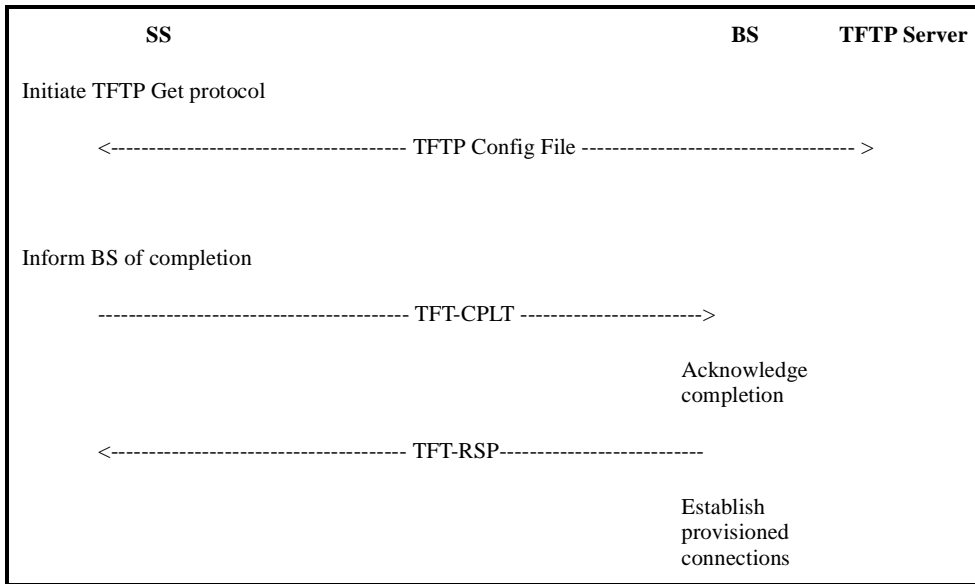 SS BS TFTP Server
Initiate TFTP Get protocol
<--------------------------------------- TFTP Config File ------------------------------------ >
Inform BS of completion
----------------------------------------- TFT-CPLT ------------------------>
Acknowledge
completion
<--------------------------------------- TFT-RSP---------------------------
Establish
provisioned
connections